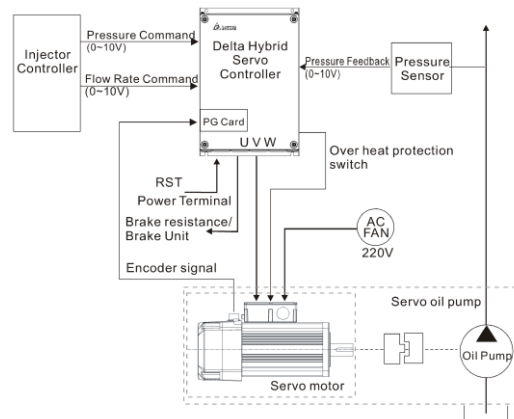 Injector
Controller
Pressure Command
(0~10V)
Flow Rate Command
(0~10V)
Delta Hybrid
Servo
Controller
PG Card
U V W
Pressure Feedback
(0~10V)
Pressure
Sensor
Over heat protection
switch
RST
Power Terminal
Brake resistance/
Brake Unit
Encoder signal
AC
FAN
220V
Servo oil pump
Oil Pump
Servo motor